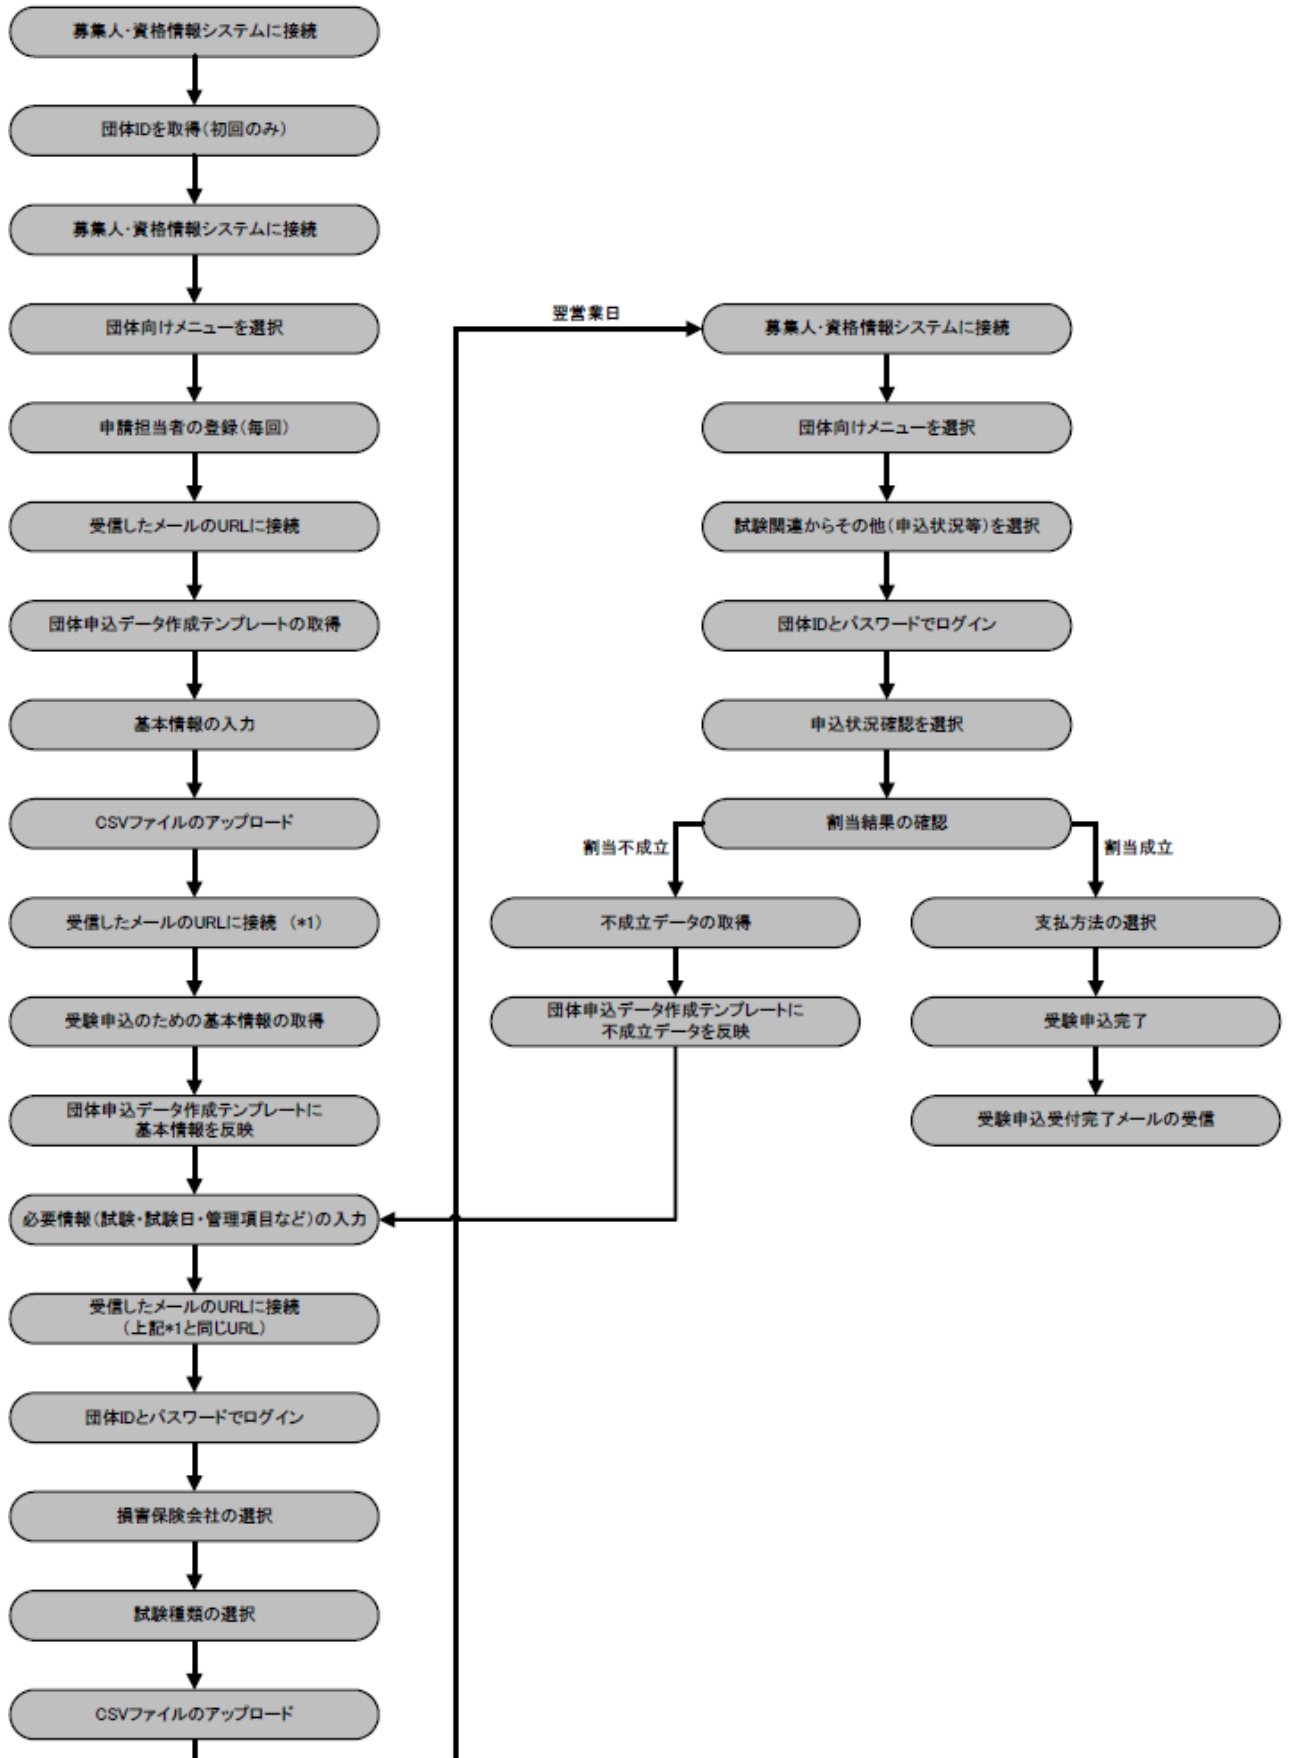 募集人・資格情報システムに接続
団体IDを取得（初回のみ）
募集人・資格情報システムに接続
団体向けメニューを選択
申請担当者の登録（毎回）
受信したメールのURLに接続
団体申込データ作成テンプレートの取得
基本情報の入力
CSVファイルのアップロード
受信したメールのURLに接続　（*1）
受験申込のための基本情報の取得
団体申込データ作成テンプレートに
基本情報を反映
必要情報（試験・試験日・管理項目など）の入力
受信したメールのURLに接続
（上記*1と同じURL）
団体IDとパスワードでログイン
損害保険会社の選択
試験種類の選択
CSVファイルのアップロード
翌営業日
募集人・資格情報システムに接続
団体向けメニューを選択
試験関連からその他（申込状況等）を選択
団体IDとパスワードでログイン
申込状況確認を選択
割当結果の確認
割当不成立
不成立データの取得
団体申込データ作成テンプレートに
不成立データを反映
割当成立
支払方法の選択
受験申込完了
受験申込受付完了メールの受信